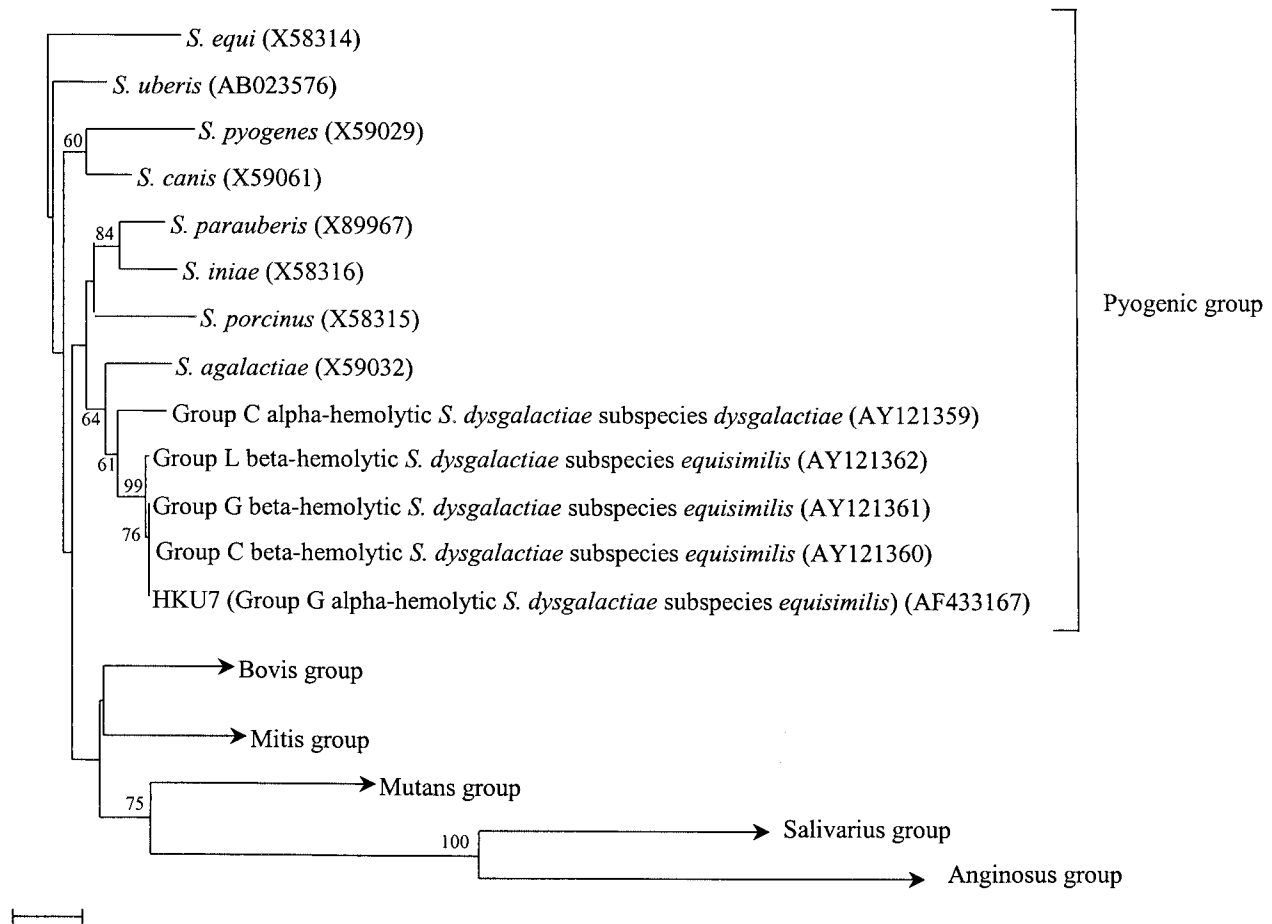 S. equi (X58314)
S. uberis (AB023576)
60
S. pyogenes (X59029)
S. canis (X59061)
S. parauberis (X89967)
84
S. iniae (X58316)
Pyogenic group
S. porcinus (X58315)
S. agalactiae (X59032)
64
Group C alpha-hemolytic S. dysgalactiae subspecies dysgalactiae (AY121359)
61
Group L beta-hemolytic S. dysgalactiae subspecies equisimilis (AY121362)
99
Group G beta-hemolytic S. dysgalactiae subspecies equisimilis (AY121361)
76
Group C beta-hemolytic S. dysgalactiae subspecies equisimilis (AY121360)
HKU7 (Group G alpha-hemolytic S. dysgalactiae subspecies equisimilis) (AF433167)
Bovis group
Mitis group
Mutans group
75
Salivarius group
100
Anginosus group